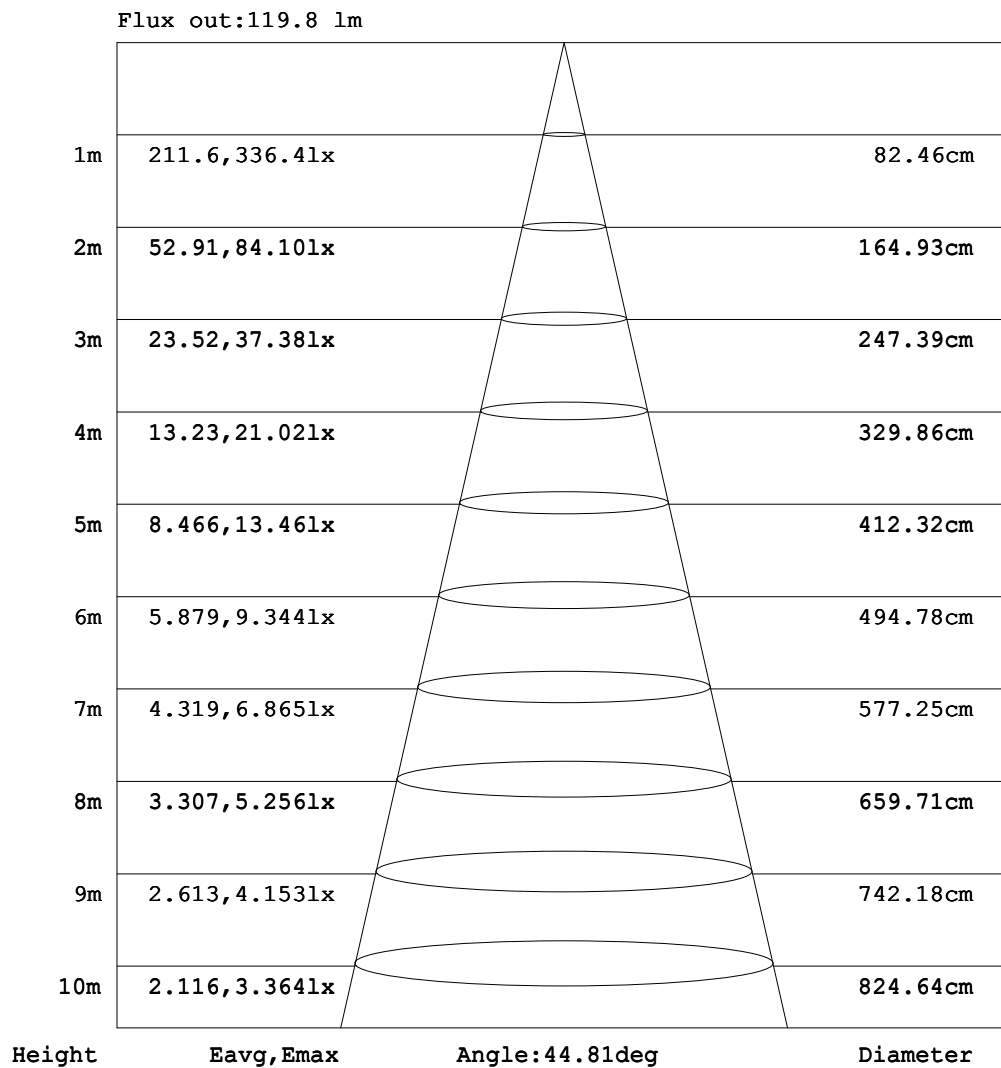 Flux out:119.8 lm
1m 211.6,336.4lx 82.46cm
2m 52.91,84.10lx 164.93cm
3m 23.52,37.38lx 247.39cm
4m 13.23,21.02lx 329.86cm
5m 8.466,13.46lx 412.32cm
6m 5.879,9.344lx 494.78cm
7m 4.319,6.865lx 577.25cm
8m 3.307,5.256lx 659.71cm
9m 2.613,4.153lx 742.18cm
10m 2.116,3.364lx 824.64cm
Height Eavg,Emax Angle:44.81deg Diameter